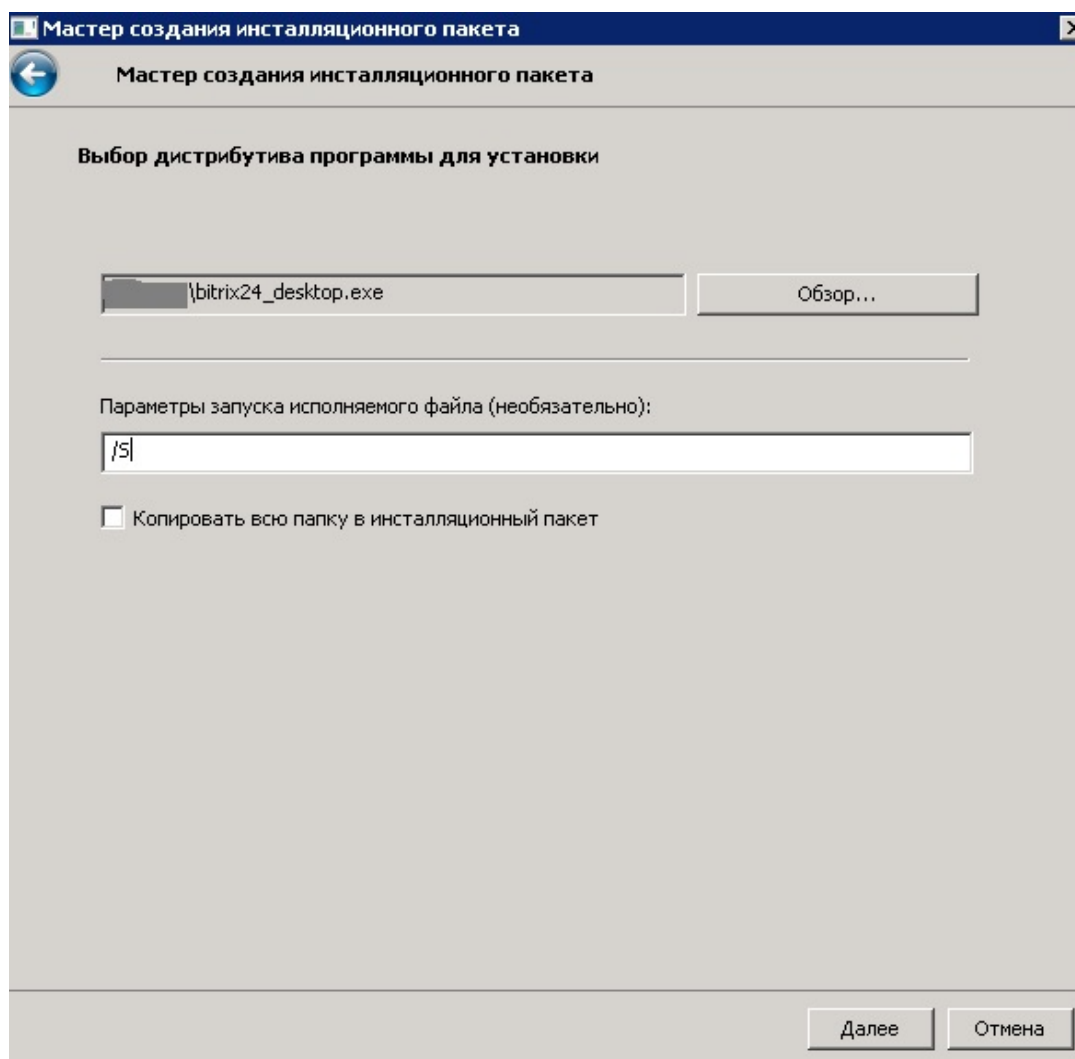 Мастер создания инсталляционного пакета
Мастер создания инсталляционного пакета
Выбор дистрибутива программы для установки
\bitrix24_desktop.exe
Обзор...
Параметры запуска исполняемого файла (необязательно):
/S
Копировать всю папку в инсталляционный пакет
Далее
Отмена